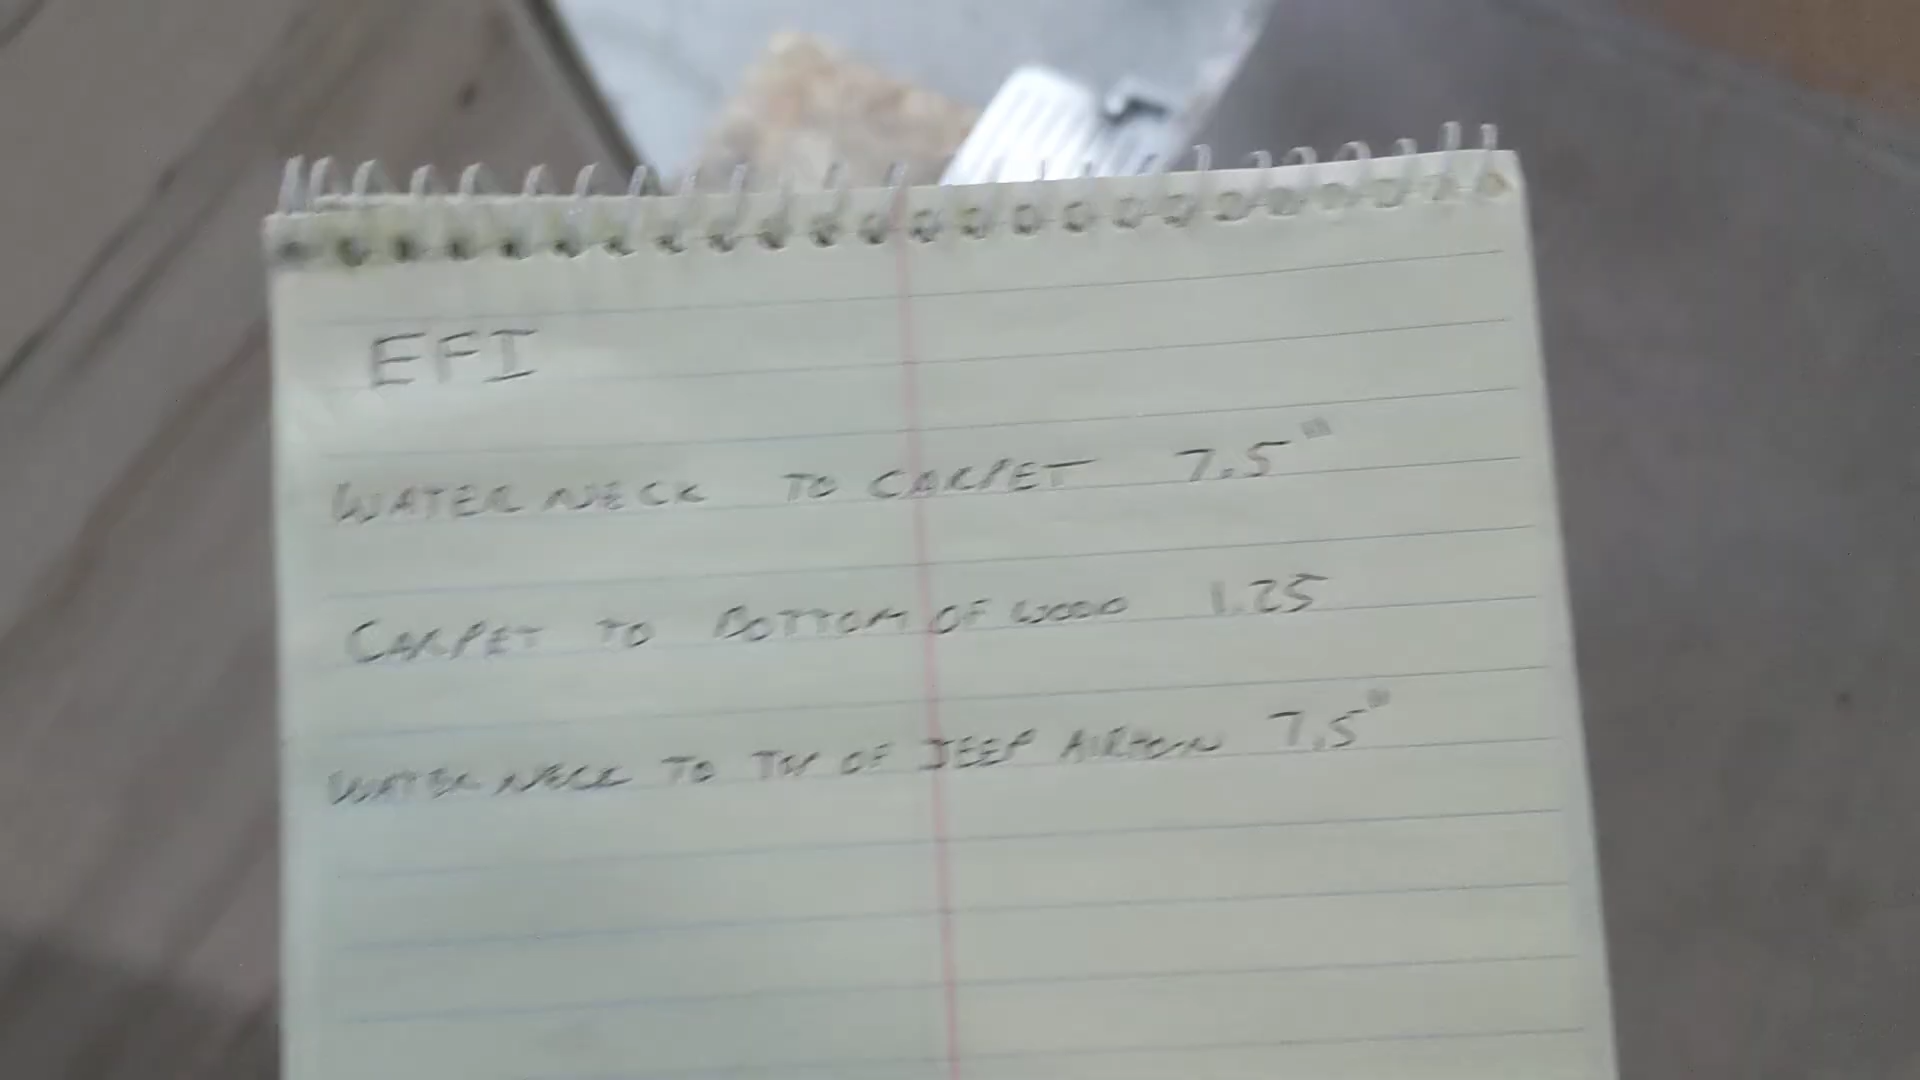 EFI
WATER NECK TO CARPET 7.5"
CARPET TO BOTTOM OF WOOD 1.25
WATER NECK TO TOP OF JEEP 7.5"